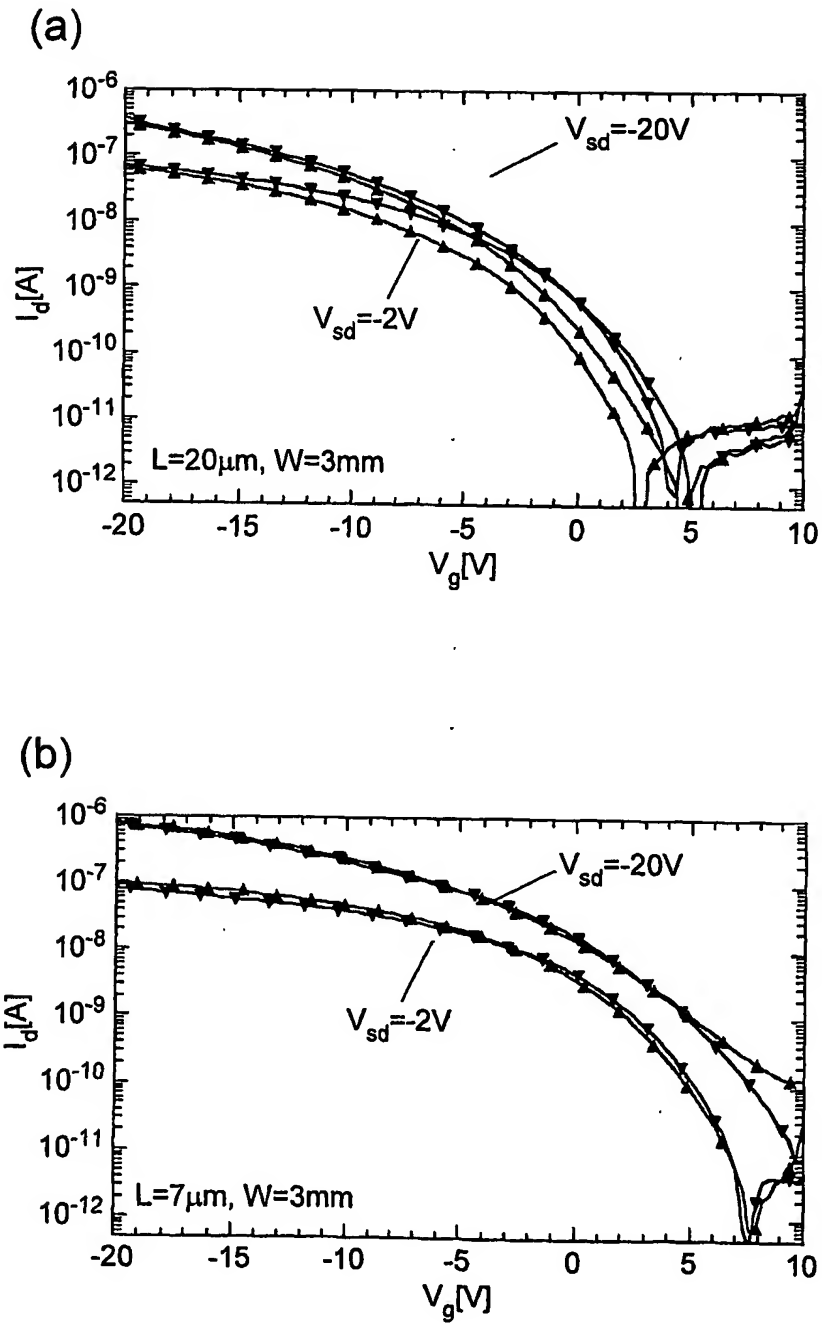 (a)
10⁻⁶
10⁻⁷
10⁻⁸
10⁻⁹
10⁻¹⁰
10⁻¹¹
10⁻¹²
I_d[A]
V_sd=-20V
V_sd=-2V
L=20μm, W=3mm
-20 -15 -10 -5 0 5 10
V_g[V]
(b)
10⁻⁶
10⁻⁷
10⁻⁸
10⁻⁹
10⁻¹⁰
10⁻¹¹
10⁻¹²
I_d[A]
V_sd=-20V
V_sd=-2V
L=7μm, W=3mm
-20 -15 -10 -5 0 5 10
V_g[V]